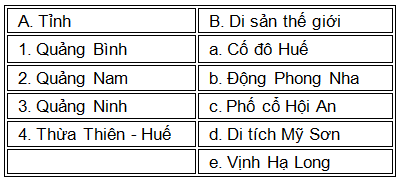 A. Tỉnh B. Di sản thế giới
1. Quảng Bình a. Cố đô Huế
2. Quảng Nam b. Động Phong Nha
3. Quảng Ninh c. Phố cổ Hội An
4. Thừa Thiên - Huế d. Di tích Mỹ Sơn
e. Vịnh Hạ Long